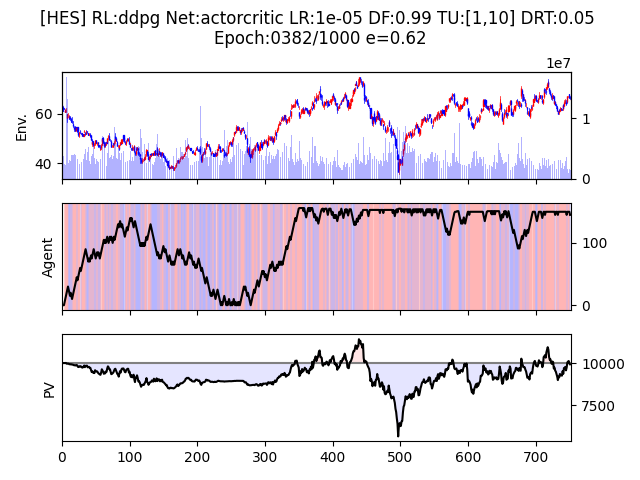 [HES] RL:ddpg Net:actorcritic LR:1e-05 DF:0.99 TU:[1,10] DRT:0.05
Epoch:0382/1000 e=0.62
1e7
Env.
60
40
1
0
Agent
100
0
PV
10000
7500
0 100 200 300 400 500 600 700